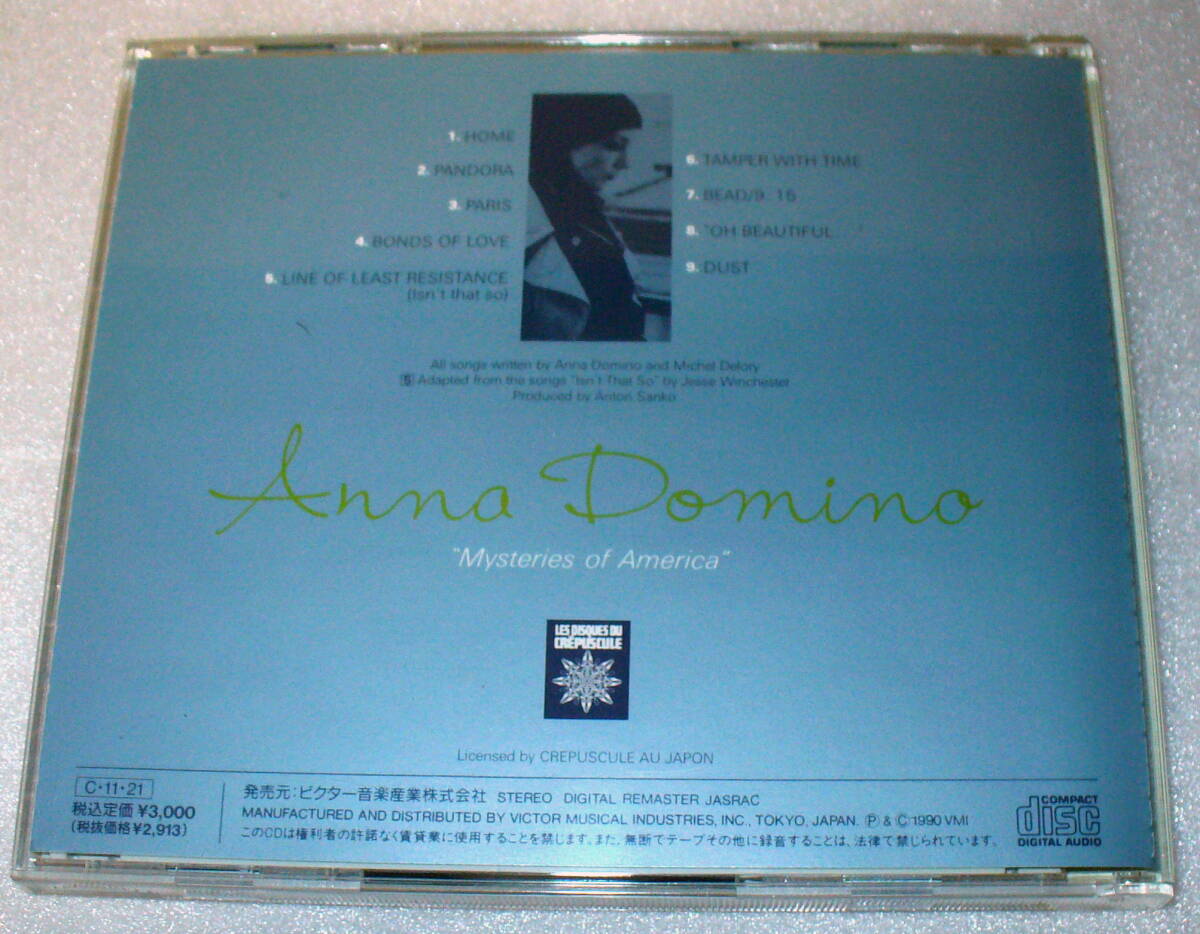 1. HOME
2. PANDORA
3. PARIS
4. BONDS OF LOVE
5. LINE OF LEAST RESISTANCE
(Isn't that so)
6. TAMPER WITH TIME
7. BEAD/9. 16
8. "OH BEAUTIFUL
9. DUST
All songs written by Anna Domino and Michel Delory
5 Adapted from the songs "Isn't That So" by Jesse Winchester
Produced by Anton Sanko
Anna Domino
"Mysteries of America"
LES DISQUES DU
CRÉPUSCULE
Licensed by CREPUSCULE AU JAPON
C・11・21
税込定価 ¥3,000
(税抜価格¥2,913)
発売元:ビクター音楽産業株式会社 STEREO DIGITAL REMASTER JASRAC
MANUFACTURED AND DISTRIBUTED BY VICTOR MUSICAL INDUSTRIES, INC., TOKYO, JAPAN. Ⓟ & Ⓒ 1990 VMI
このCDは権利者の許諾なく賃貸業に使用することを禁じます。また、無断でテープその他に録音することは、法律で禁じられています。
COMPACT
disc
DIGITAL AUDIO